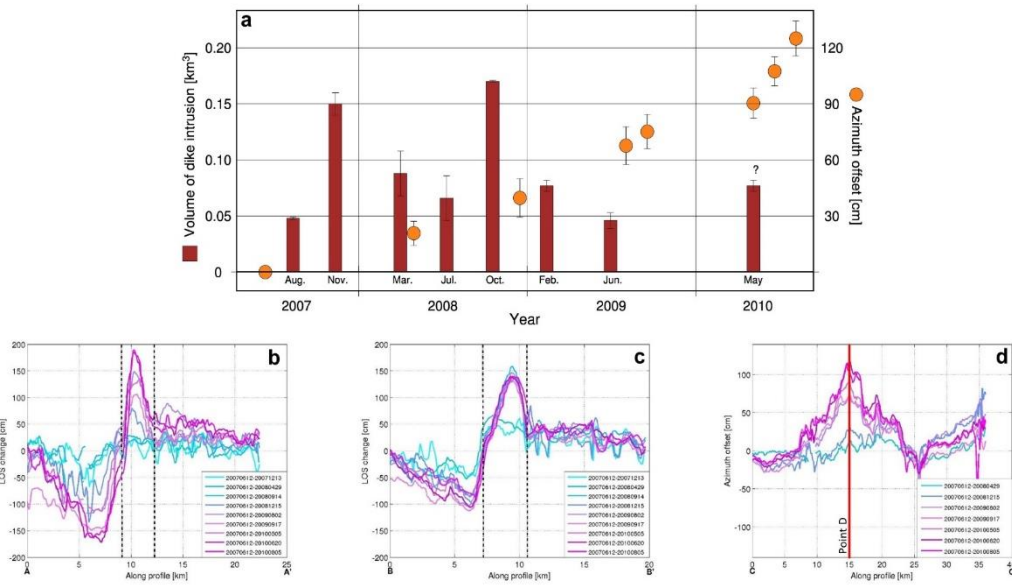 a
Volume of dike intrusion [km³]
0.20
0.15
0.10
0.05
0
120
90
60
30
Azimuth offset [cm]
?
Aug.
Nov.
Mar.
Jul.
Oct.
Feb.
Jun.
May
2007
2008
2009
2010
Year
b
LOS change [cm]
200
150
100
50
0
-50
-100
-150
-200
20070612-20071213
20070612-20080429
20070612-20080914
20070612-20081215
20070612-20090802
20070612-20090917
20070612-20100505
20070612-20100620
20070612-20100805
0 5 10 15 20 25
A Along profile [km] A'
c
LOS change [cm]
200
150
100
50
0
-50
-100
-150
-200
20070612-20071213
20070612-20080429
20070612-20080914
20070612-20081215
20070612-20090802
20070612-20090917
20070612-20100505
20070612-20100620
20070612-20100805
0 5 10 15 20
B Along profile [km] B'
d
Azimuth offset [cm]
100
50
0
-50
-100
Point D
20070612-20080429
20070612-20081215
20070612-20090802
20070612-20090917
20070612-20100505
20070612-20100620
20070612-20100805
0 5 10 15 20 25 30 35
C Along profile [km]